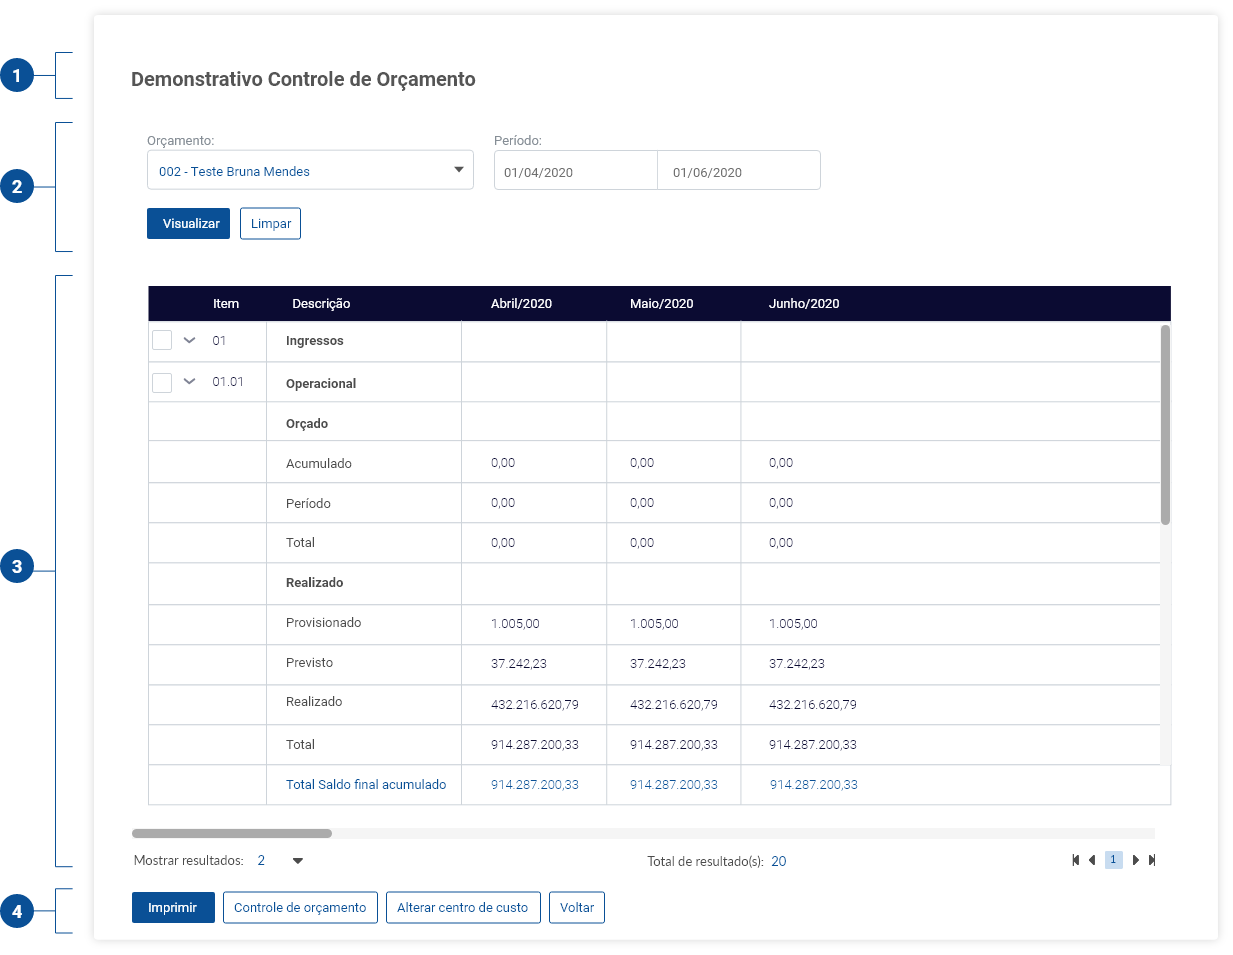 1
Demonstrativo Controle de Orçamento
2
Orçamento: Período:
002 - Teste Bruna Mendes 01/04/2020 01/06/2020
Visualizar Limpar
3
Item Descrição Abril/2020 Maio/2020 Junho/2020
01 Ingressos
01.01 Operacional
Orçado
Acumulado 0,00 0,00 0,00
Período 0,00 0,00 0,00
Total 0,00 0,00 0,00
Realizado
Provisionado 1.005,00 1.005,00 1.005,00
Previsto 37.242,23 37.242,23 37.242,23
Realizado 432.216.620,79 432.216.620,79 432.216.620,79
Total 914.287.200,33 914.287.200,33 914.287.200,33
Total Saldo final acumulado 914.287.200,33 914.287.200,33 914.287.200,33
Mostrar resultados: 2 Total de resultado(s): 20 1
4
Imprimir Controle de orçamento Alterar centro de custo Voltar